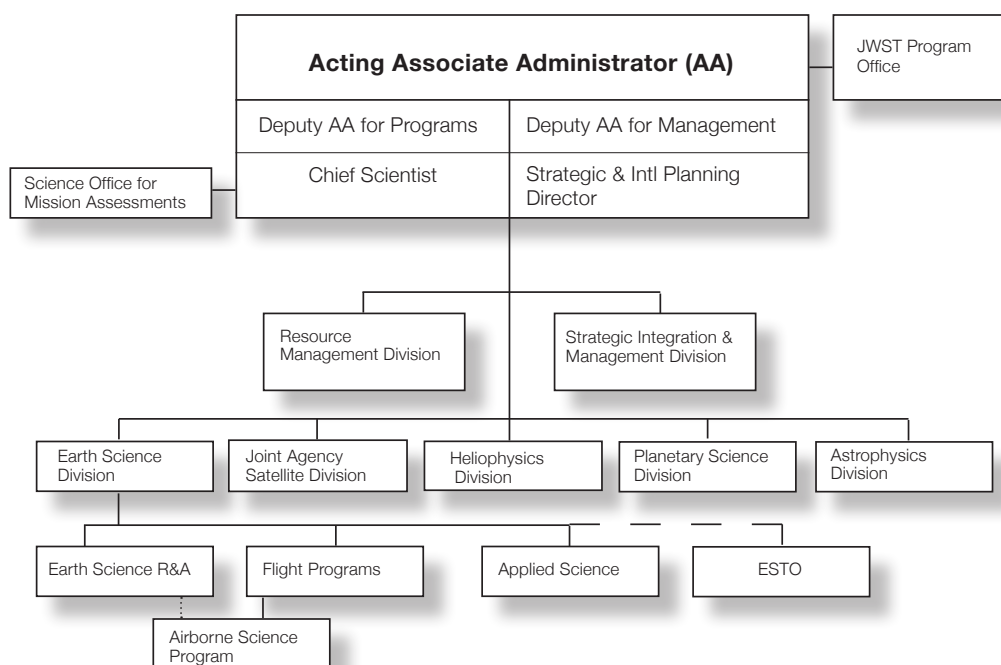 Acting Associate Administrator (AA)
JWST Program
Office
Deputy AA for Programs
Deputy AA for Management
Chief Scientist
Strategic & Intl Planning
Director
Science Office for
Mission Assessments
Resource
Management Division
Strategic Integration &
Management Division
Earth Science
Division
Joint Agency
Satellite Division
Heliophysics
Division
Planetary Science
Division
Astrophysics
Division
Earth Science R&A
Flight Programs
Applied Science
ESTO
Airborne Science
Program